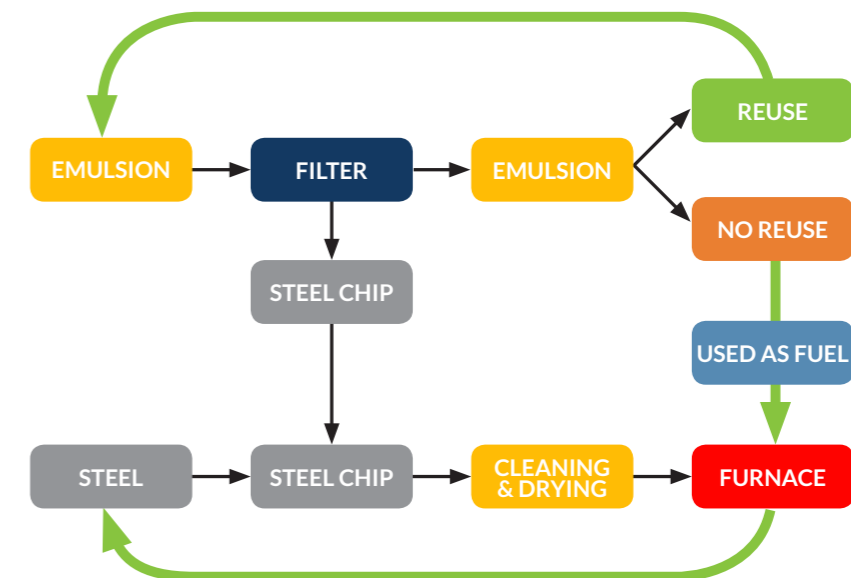 REUSE
EMULSION
FILTER
EMULSION
NO REUSE
STEEL CHIP
USED AS FUEL
STEEL
STEEL CHIP
CLEANING
& DRYING
FURNACE